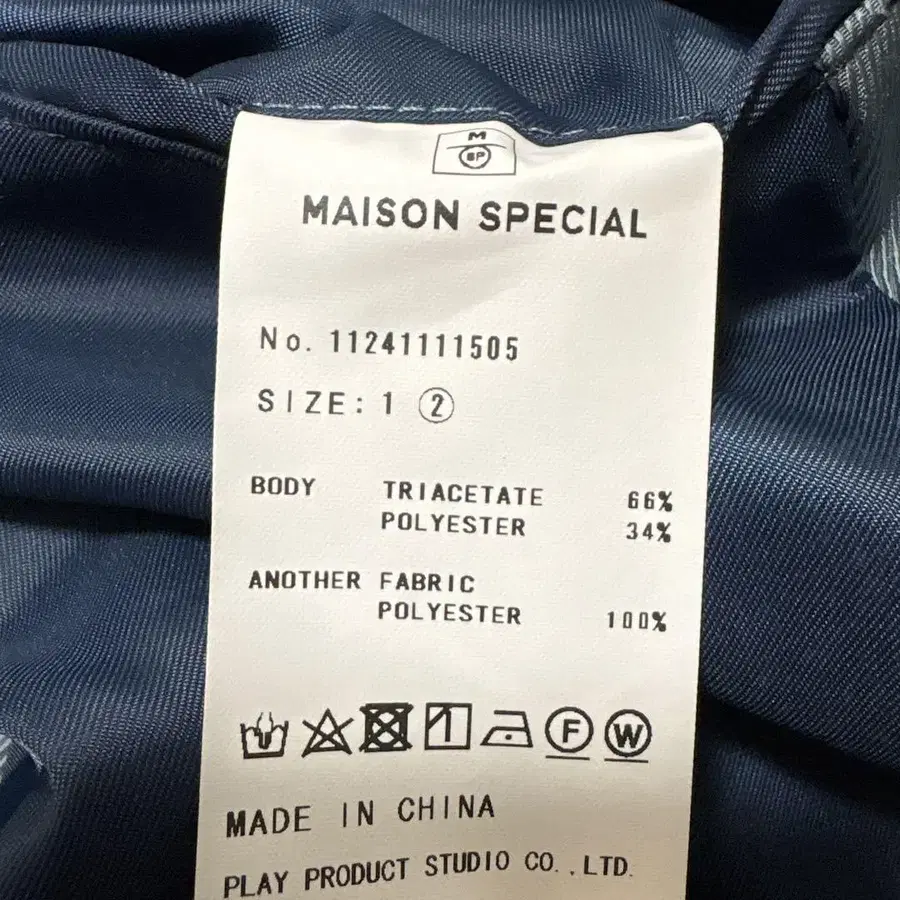 M
SP
MAISON SPECIAL
No. 11241111505
SIZE: 1 ②
BODY TRIACETATE 66%
POLYESTER 34%
ANOTHER FABRIC
POLYESTER 100%
F W
MADE IN CHINA
PLAY PRODUCT STUDIO CO.,LTD.